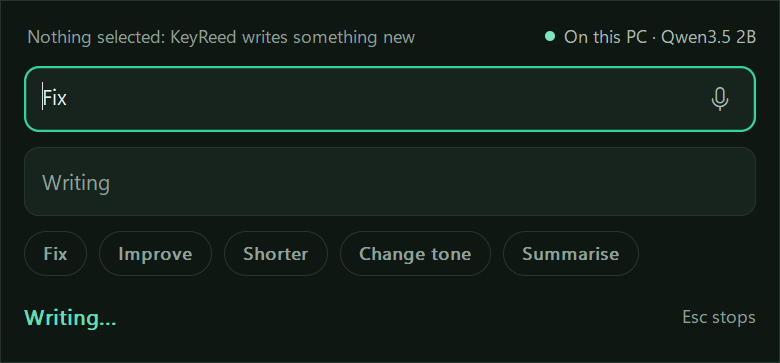 Nothing selected: KeyReed writes something new
On this PC · Qwen3.5 2B
Fix
Writing
Fix
Improve
Shorter
Change tone
Summarise
Writing...
Esc stops